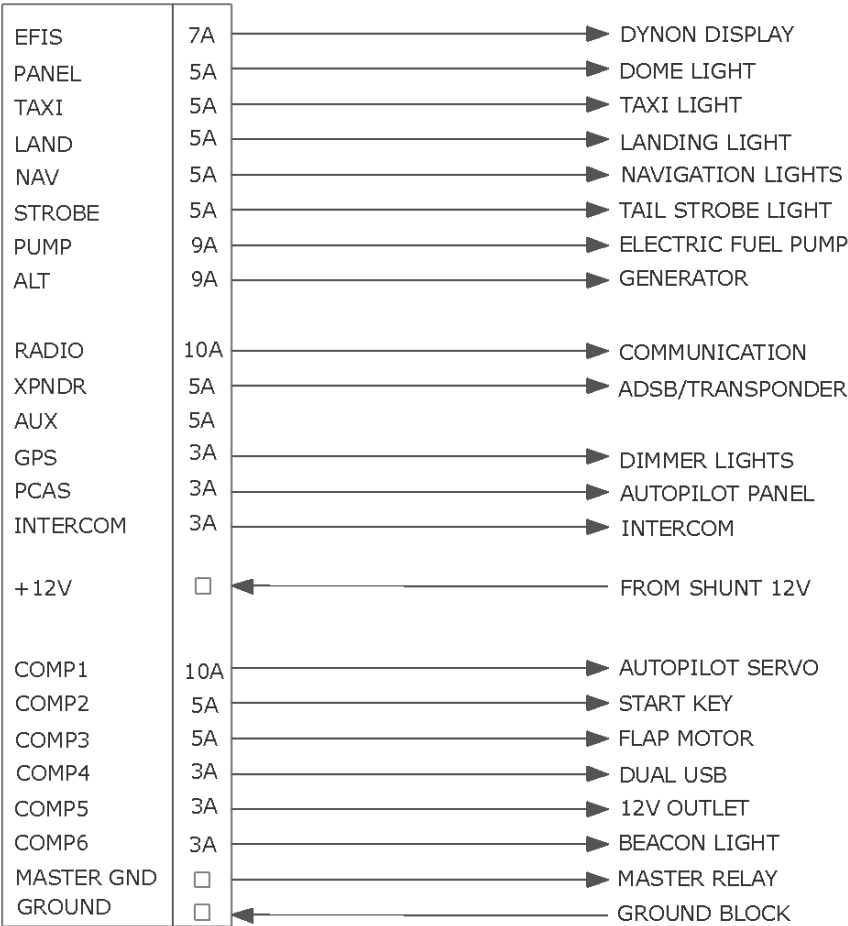 EFIS 7A DYNON DISPLAY
PANEL 5A DOME LIGHT
TAXI 5A TAXI LIGHT
LAND 5A LANDING LIGHT
NAV 5A NAVIGATION LIGHTS
STROBE 5A TAIL STROBE LIGHT
PUMP 9A ELECTRIC FUEL PUMP
ALT 9A GENERATOR
RADIO 10A COMMUNICATION
XPNDR 5A ADSB/TRANSPONDER
AUX 5A
GPS 3A DIMMER LIGHTS
PCAS 3A AUTOPILOT PANEL
INTERCOM 3A INTERCOM
+12V FROM SHUNT 12V
COMP1 10A AUTOPILOT SERVO
COMP2 5A START KEY
COMP3 5A FLAP MOTOR
COMP4 3A DUAL USB
COMP5 3A 12V OUTLET
COMP6 3A BEACON LIGHT
MASTER GND MASTER RELAY
GROUND GROUND BLOCK